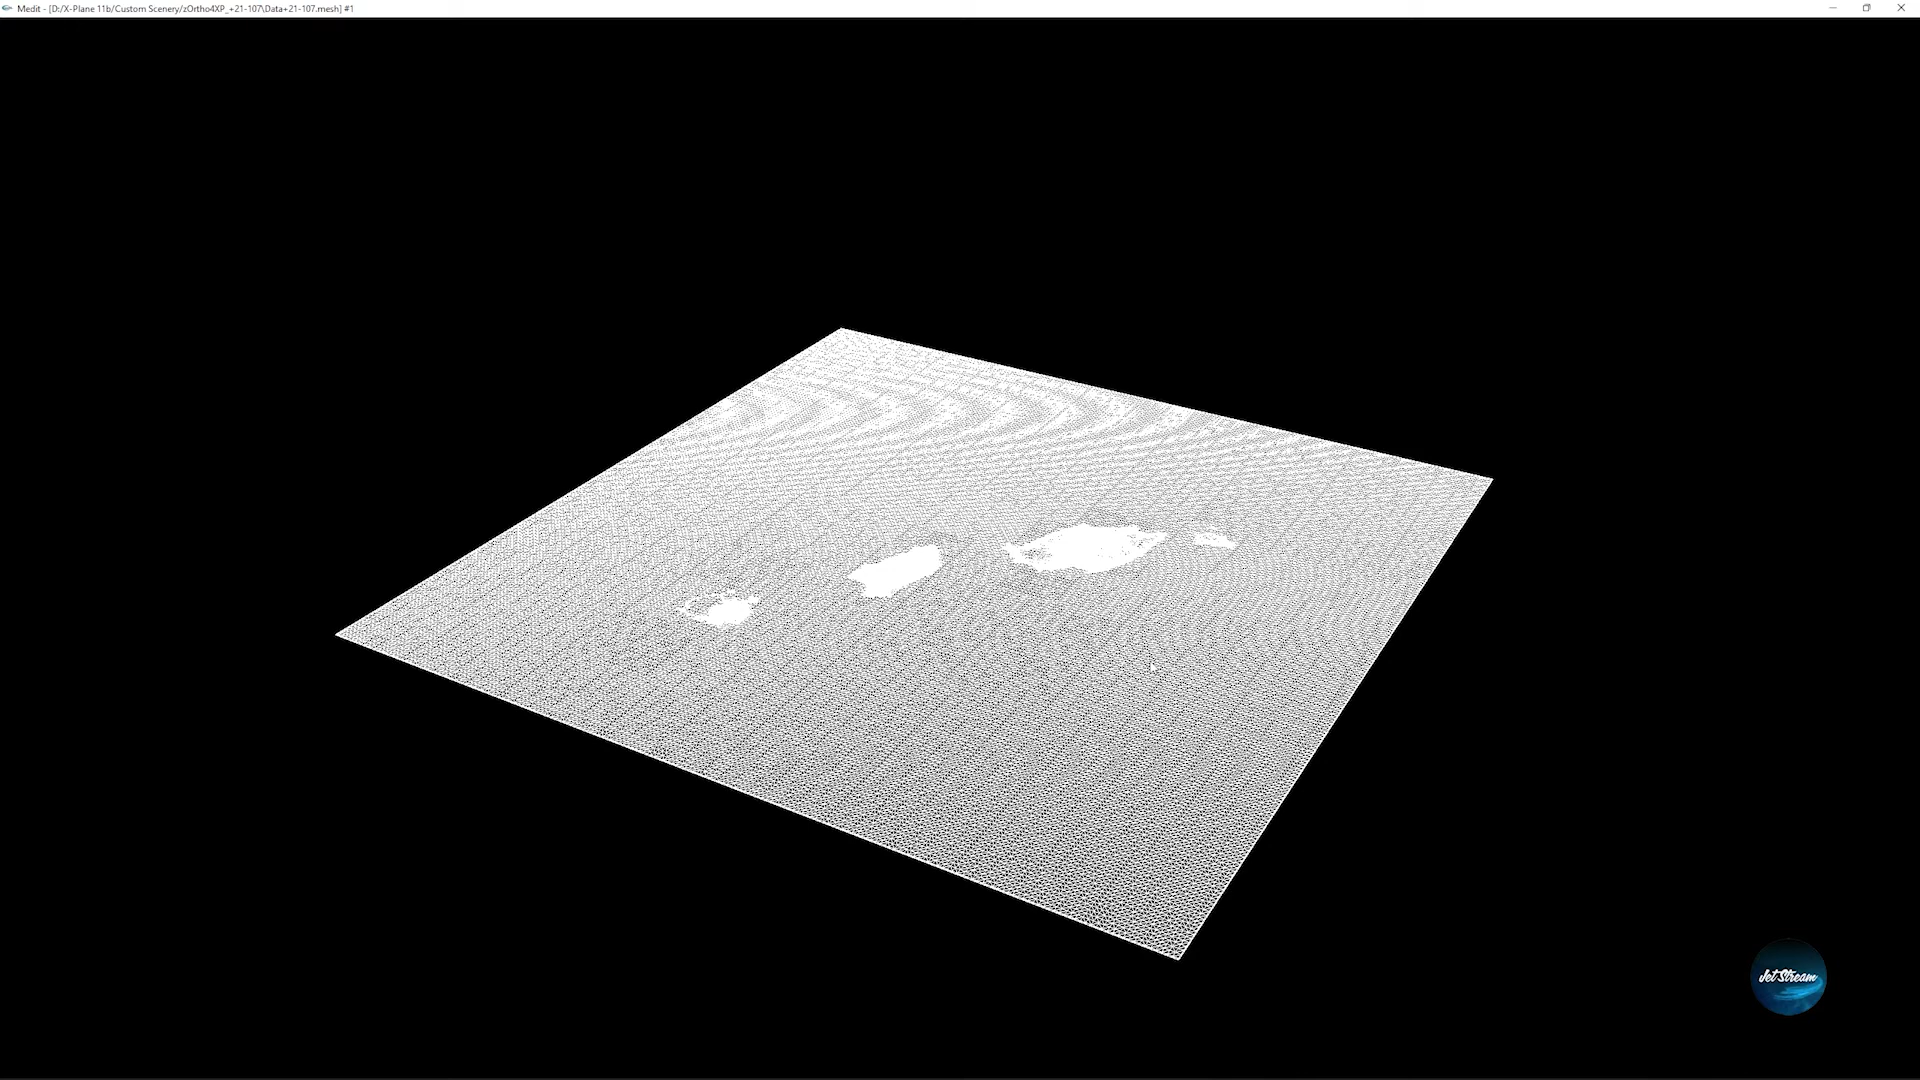 Medit - [D:/X-Plane 11b/Custom Scenery/zOrtho4XP_+21-107\Data+21-107.mesh] #1
Jet Stream